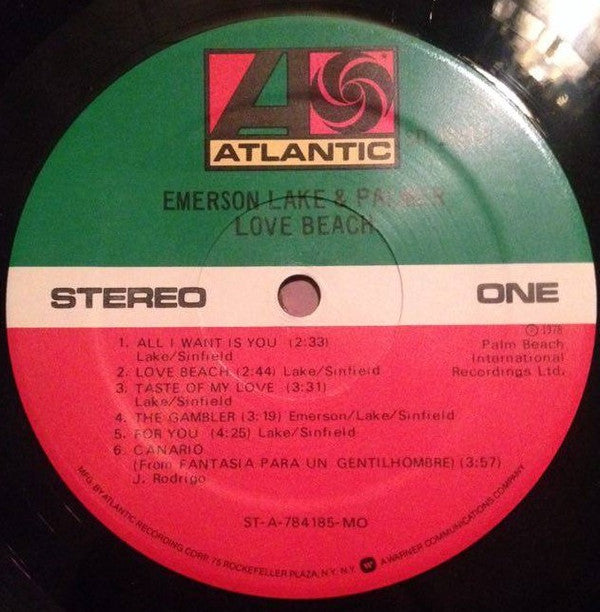 ATLANTIC
EMERSON LAKE & PALMER
LOVE BEACH
STEREO
ONE
℗ 1978
Palm Beach
International
Recordings Ltd.
1. ALL I WANT IS YOU (2:33)
Lake/Sinfield
2. LOVE BEACH (2:44) Lake/Sinfield
3. TASTE OF MY LOVE (3:31)
Lake/Sinfield
4. THE GAMBLER (3:19) Emerson/Lake/Sinfield
5. FOR YOU (4:25) Lake/Sinfield
6. CANARIO
(From FANTASIA PARA UN GENTILHOMBRE) (3:57)
J. Rodrigo
ST-A-784185-MO
MFG. BY ATLANTIC RECORDING CORP. 75 ROCKEFELLER PLAZA, N.Y. N.Y. A WARNER COMMUNICATIONS COMPANY